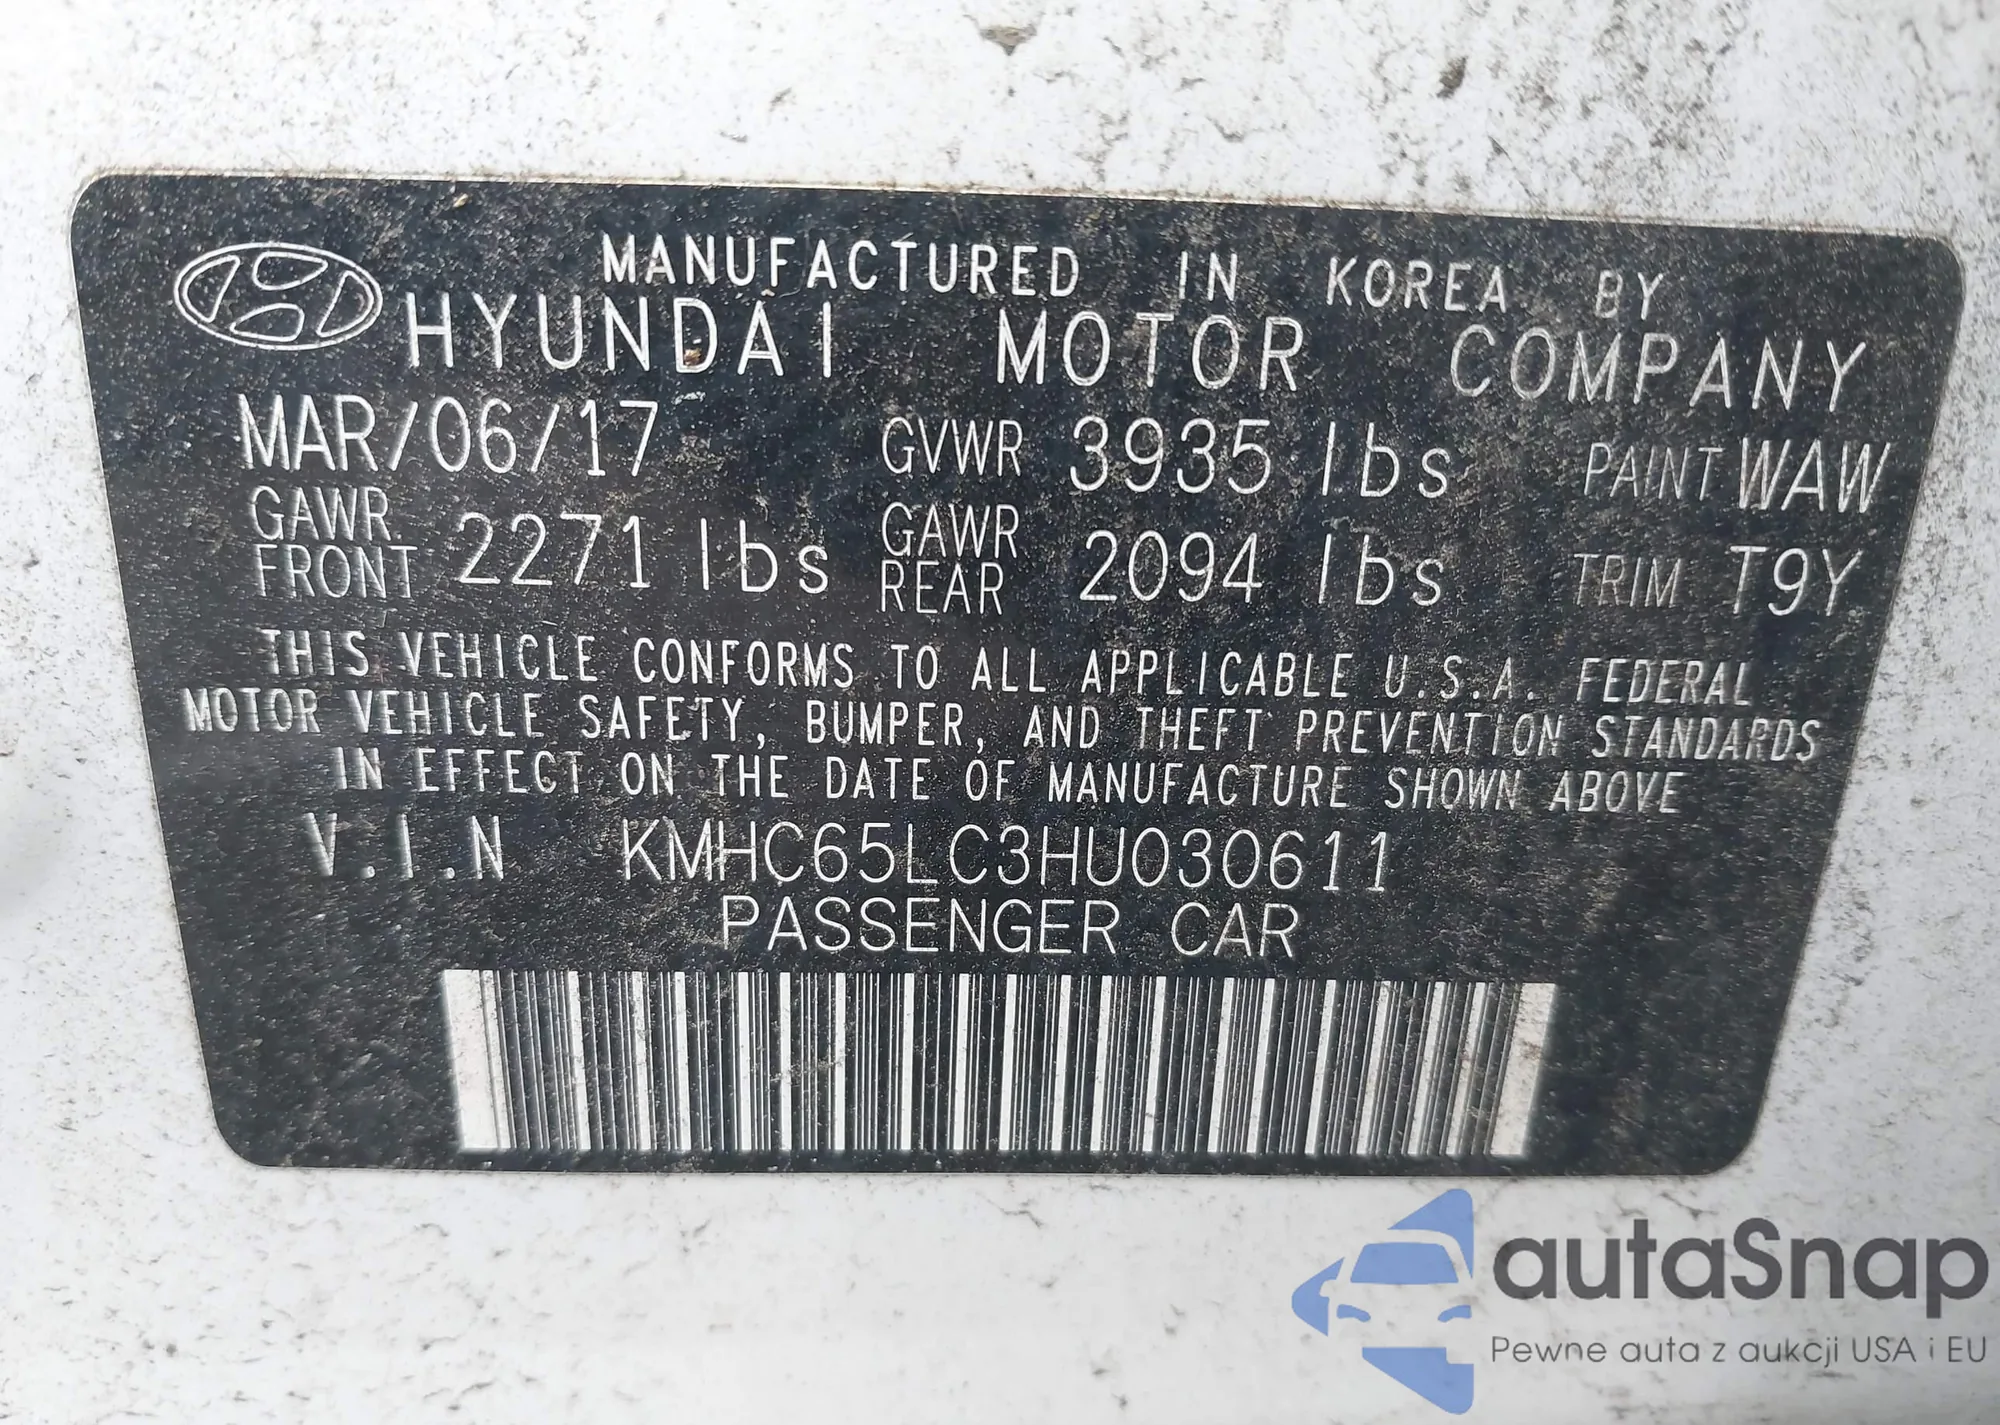 MANUFACTURED IN KOREA BY
HYUNDAI MOTOR COMPANY
MAR/06/17 GVWR 3935 lbs PAINT WAW
GAWR FRONT 2271 lbs GAWR REAR 2094 lbs TRIM T9Y
THIS VEHICLE CONFORMS TO ALL APPLICABLE U.S.A. FEDERAL
MOTOR VEHICLE SAFETY, BUMPER, AND THEFT PREVENTION STANDARDS
IN EFFECT ON THE DATE OF MANUFACTURE SHOWN ABOVE
V.I.N KMHC65LC3HU030611
PASSENGER CAR
autaSnap
Pewne auta z aukcji USA i EU